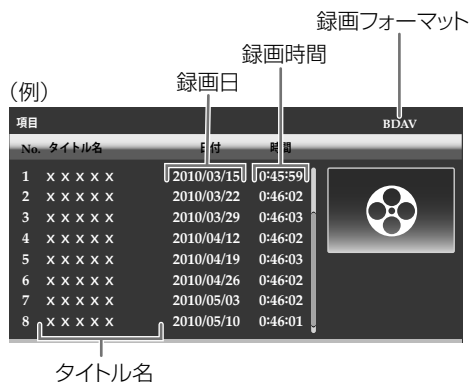 録画フォーマット
録画時間
録画日
（例）
項目 BDAV
No. タイトル名 日付 時間
1 x x x x x 2010/03/15 0:45:59
2 x x x x x 2010/03/22 0:46:02
3 x x x x x 2010/03/29 0:46:03
4 x x x x x 2010/04/12 0:46:02
5 x x x x x 2010/04/19 0:46:03
6 x x x x x 2010/04/26 0:46:02
7 x x x x x 2010/05/03 0:46:02
8 x x x x x 2010/05/10 0:46:01
タイトル名